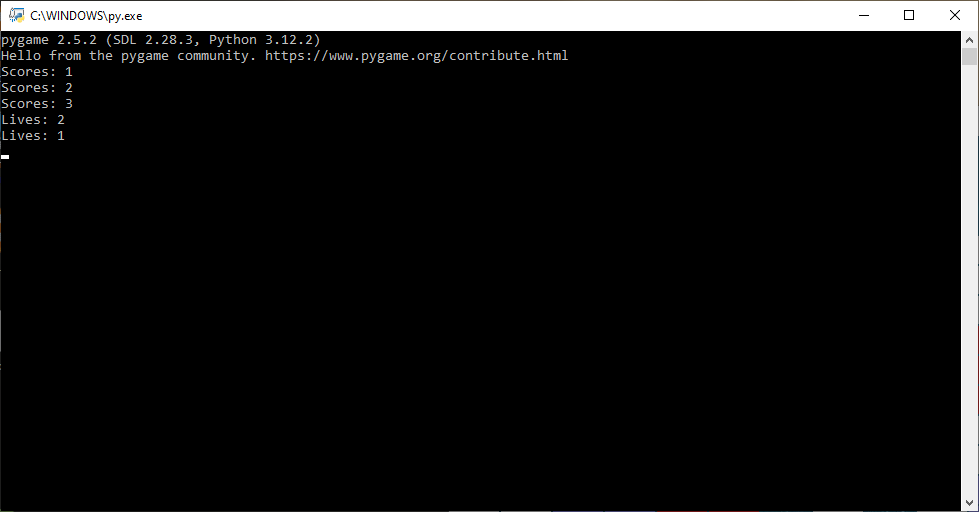 C:\WINDOWS\py.exe
pygame 2.5.2 (SDL 2.28.3, Python 3.12.2)
Hello from the pygame community. https://www.pygame.org/contribute.html
Scores: 1
Scores: 2
Scores: 3
Lives: 2
Lives: 1